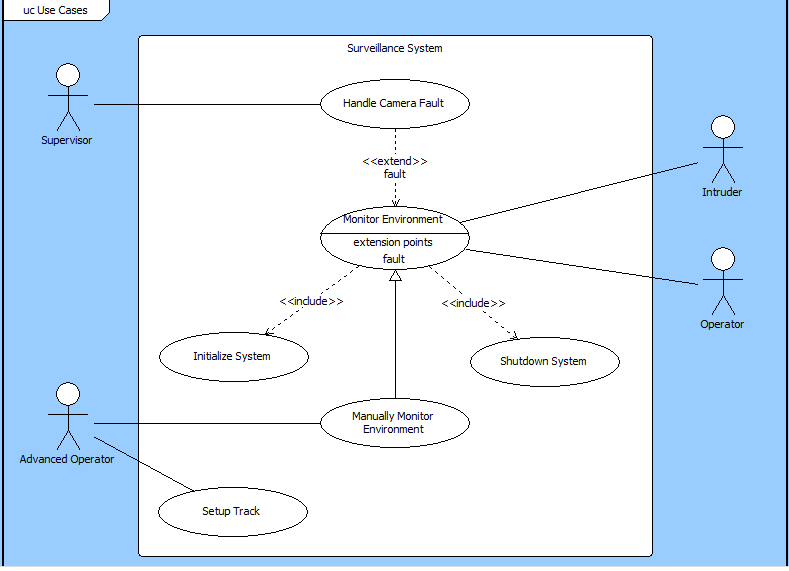 uc Use Cases
Surveillance System
Handle Camera Fault
Supervisor
<<extend>>
fault
Intruder
Monitor Environment
extension points
fault
Operator
<<include>>
<<include>>
Initialize System
Shutdown System
Manually Monitor
Environment
Advanced Operator
Setup Track